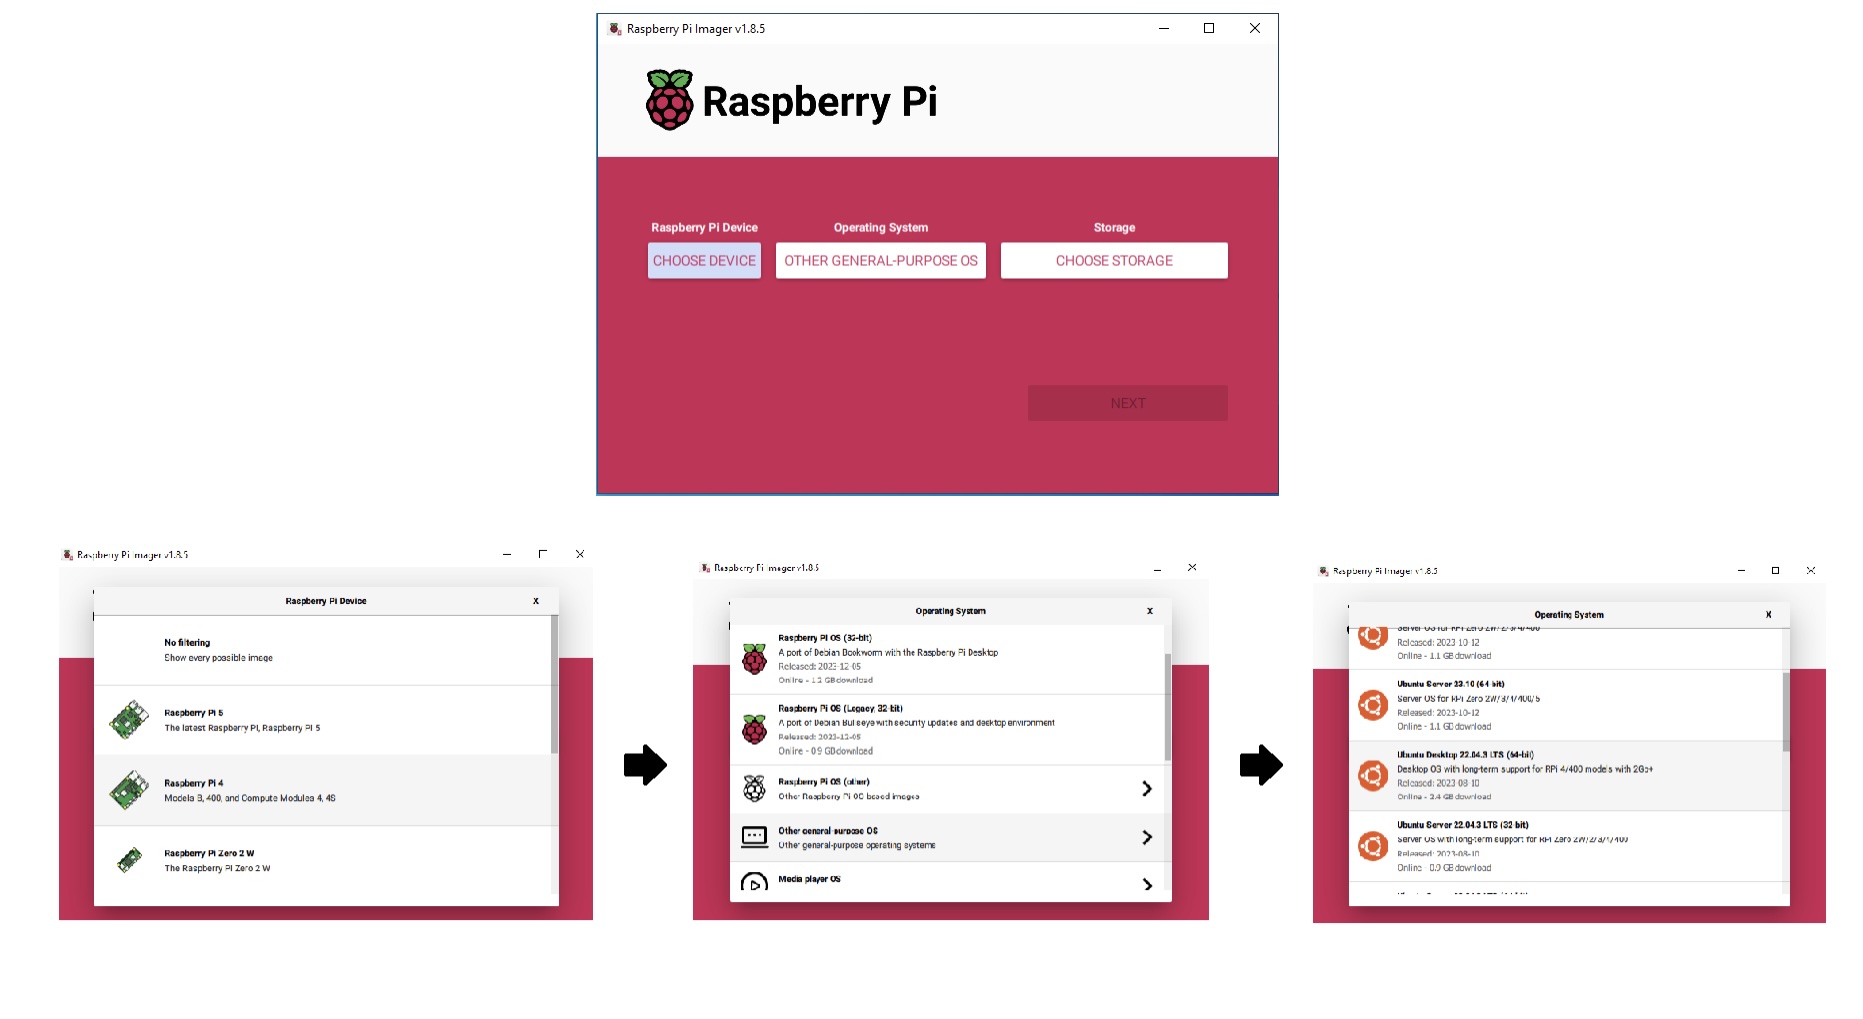 Raspberry Pi Imager v1.8.5
Raspberry Pi
Raspberry Pi Device
Operating System
Storage
CHOOSE DEVICE
OTHER GENERAL-PURPOSE OS
CHOOSE STORAGE
NEXT
Raspberry Pi Imager v1.8.5
Raspberry Pi Device
X
No filtering
Show every possible image
Raspberry Pi 5
The latest Raspberry Pi, Raspberry Pi 5
Raspberry Pi 4
Models B, 400, and Compute Modules 4, 4S
Raspberry Pi Zero 2 W
The Raspberry Pi Zero 2 W
Raspberry Pi Imager v1.8.5
Operating System
X
Raspberry Pi OS (32-bit)
A port of Debian Bookworm with the Raspberry Pi Desktop
Released: 2023-12-05
Online - 1.2 GB download
Raspberry Pi OS (Legacy, 32-bit)
A port of Debian Bullseye with security updates and desktop environment
Released: 2023-12-05
Online - 0.9 GB download
Raspberry Pi OS (other)
Other Raspberry Pi OS based images
Other general-purpose OS
Other general-purpose operating systems
Media player OS
Raspberry Pi Imager v1.8.5
Operating System
X
Server OS for RPi Zero 2W/2/3/4/400
Released: 2023-10-12
Online - 1.1 GB download
Ubuntu Server 23.10 (64-bit)
Server OS for RPi Zero 2W/3/4/400/5
Released: 2023-10-12
Online - 1.1 GB download
Ubuntu Desktop 22.04.3 LTS (64-bit)
Desktop OS with long-term support for RPi 4/400 models with 2Gb+
Released: 2023-08-10
Online - 2.4 GB download
Ubuntu Server 22.04.3 LTS (32-bit)
Server OS with long-term support for RPi Zero 2W/2/3/4/400
Released: 2023-08-10
Online - 0.9 GB download